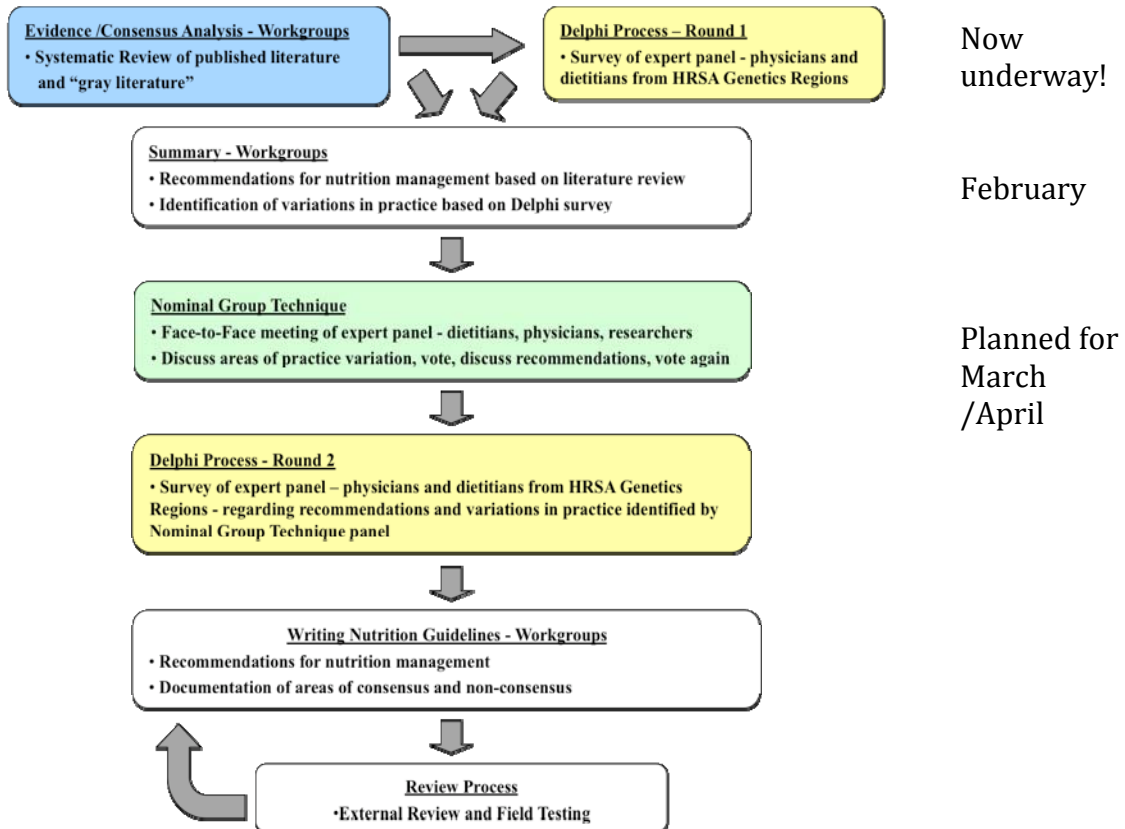 Evidence /Consensus Analysis - Workgroups
• Systematic Review of published literature
and “gray literature”
Delphi Process – Round 1
• Survey of expert panel - physicians and
dietitians from HRSA Genetics Regions
Now
underway!
Summary - Workgroups
• Recommendations for nutrition management based on literature review
• Identification of variations in practice based on Delphi survey
February
Nominal Group Technique
• Face-to-Face meeting of expert panel - dietitians, physicians, researchers
• Discuss areas of practice variation, vote, discuss recommendations, vote again
Planned for
March
/April
Delphi Process - Round 2
• Survey of expert panel – physicians and dietitians from HRSA Genetics
Regions - regarding recommendations and variations in practice identified by
Nominal Group Technique panel
Writing Nutrition Guidelines - Workgroups
• Recommendations for nutrition management
• Documentation of areas of consensus and non-consensus
Review Process
•External Review and Field Testing